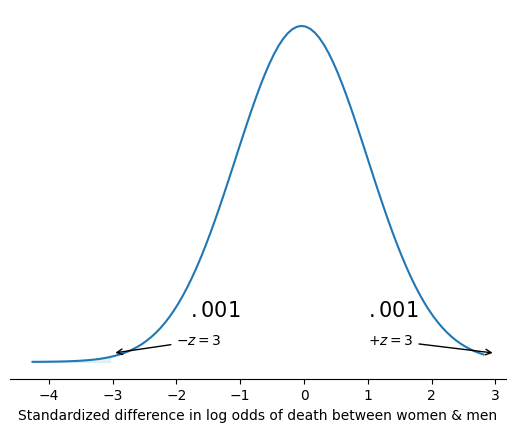 .001 .001
−z = 3 +z = 3
−4 −3 −2 −1 0 1 2 3
Standardized difference in log odds of death between women & men